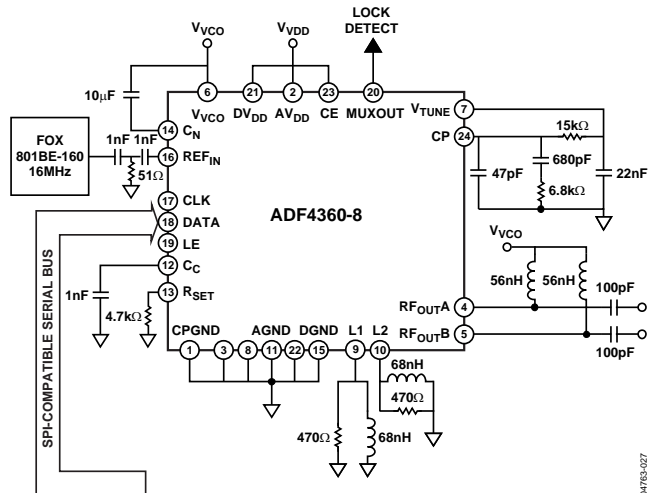 LOCK
DETECT
VVCO
VVDD
10µF
6
21
2
23
20
VVCO
DVDD
AVDD
CE
MUXOUT
VTUNE
7
CP
24
15kΩ
47pF
680pF
22nF
6.8kΩ
FOX
801BE-160
16MHz
1nF
1nF
51Ω
14
CN
16
REFIN
17
CLK
18
DATA
19
LE
12
CC
13
RSET
ADF4360-8
VVCO
56nH
56nH
100pF
RFOUTA
4
RFOUTB
5
100pF
1nF
4.7kΩ
SPI-COMPATIBLE SERIAL BUS
CPGND
AGND
DGND
L1
L2
1
3
8
11
22
15
9
10
68nH
470Ω
470Ω
68nH
04763-027